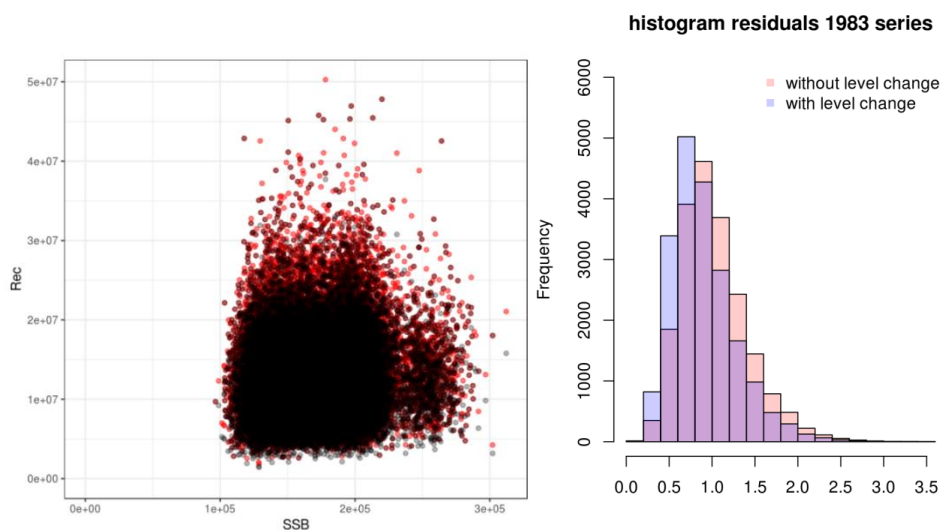 histogram residuals 1983 series
5e+07
4e+07
3e+07
2e+07
1e+07
0e+00
Rec
0e+00
1e+05
2e+05
3e+05
SSB
without level change
with level change
6000
5000
4000
3000
2000
1000
0
Frequency
0.0
0.5
1.0
1.5
2.0
2.5
3.0
3.5